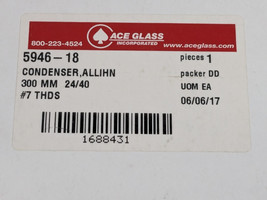 ACE GLASS
INCORPORATED
800-223-4524
www.aceglass.com
5946-18
pieces 1
CONDENSER,ALLIHN
packer DD
300 MM 24/40
UOM EA
#7 THDS
06/06/17
1688431